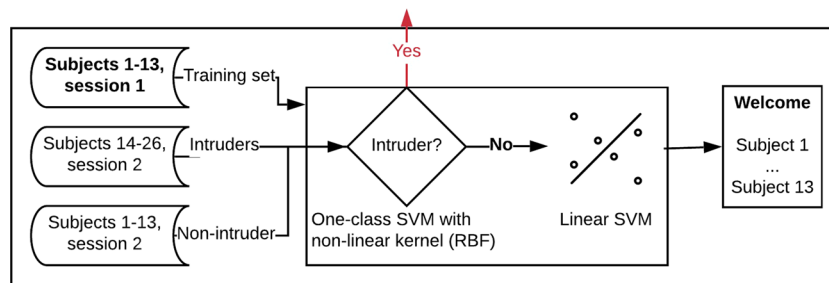 Yes
Subjects 1-13,
session 1
Training set
Subjects 14-26,
session 2
Intruders
Subjects 1-13,
session 2
Non-intruder
Intruder?
No
One-class SVM with
non-linear kernel (RBF)
Linear SVM
Welcome
Subject 1
...
Subject 13